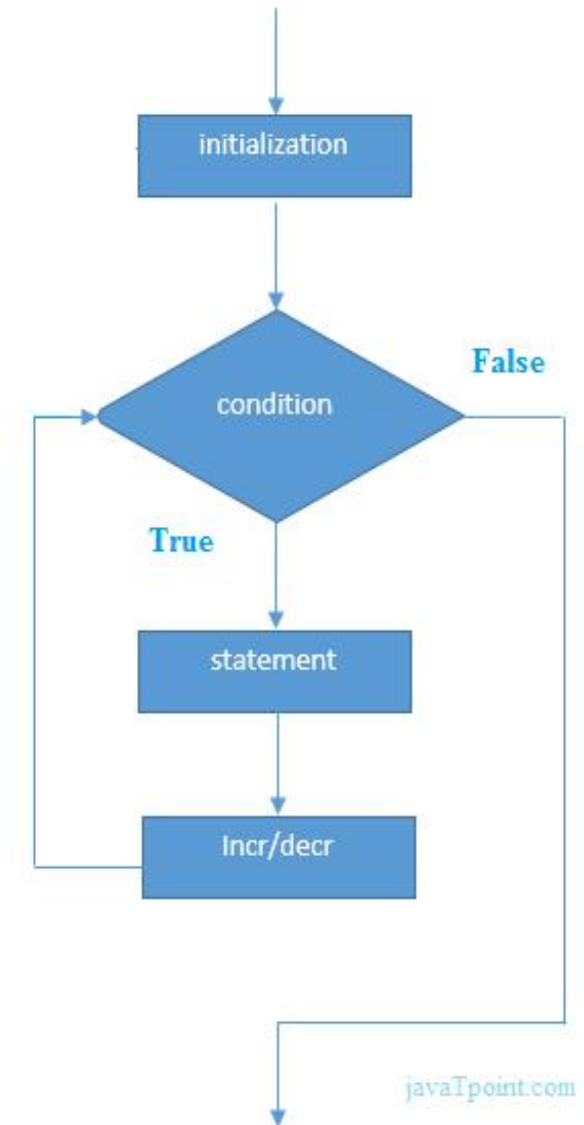 initialization
condition
False
True
statement
Incr/decr
javaTpoint.com